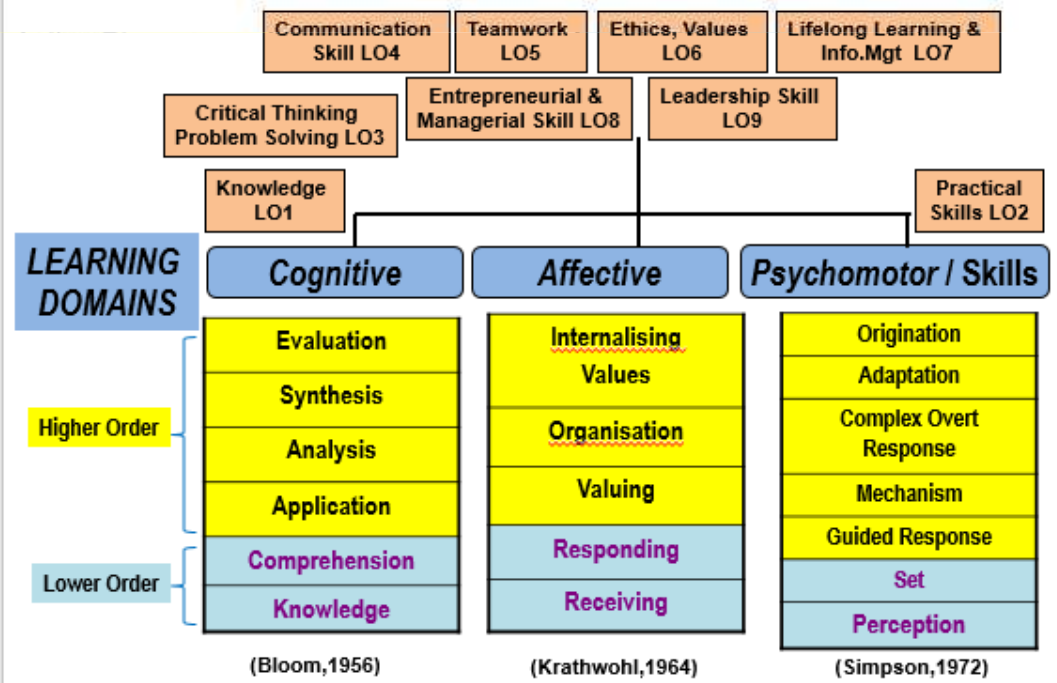 Communication
Skill LO4
Teamwork
LO5
Ethics, Values
LO6
Lifelong Learning &
Info.Mgt LO7
Critical Thinking
Problem Solving LO3
Entrepreneurial &
Managerial Skill LO8
Leadership Skill
LO9
Knowledge
LO1
Practical
Skills LO2
LEARNING
DOMAINS
Cognitive
Affective
Psychomotor / Skills
Higher Order
Lower Order
Evaluation
Synthesis
Analysis
Application
Comprehension
Knowledge
(Bloom,1956)
Internalising
Values
Organisation
Valuing
Responding
Receiving
(Krathwohl,1964)
Origination
Adaptation
Complex Overt
Response
Mechanism
Guided Response
Set
Perception
(Simpson,1972)